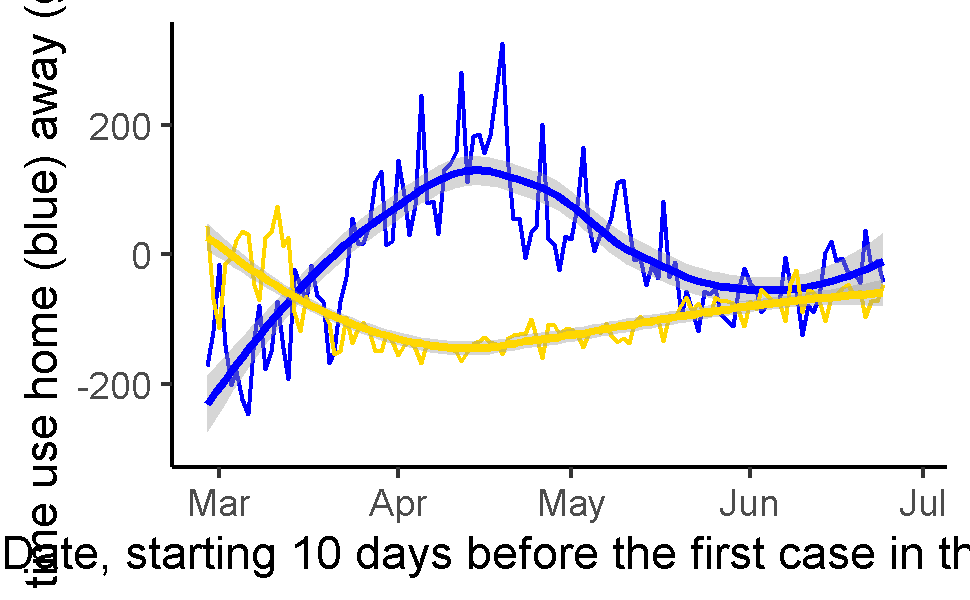 time use home (blue) away (
200
0
-200
Mar Apr May Jun Jul
Date, starting 10 days before the first case in th